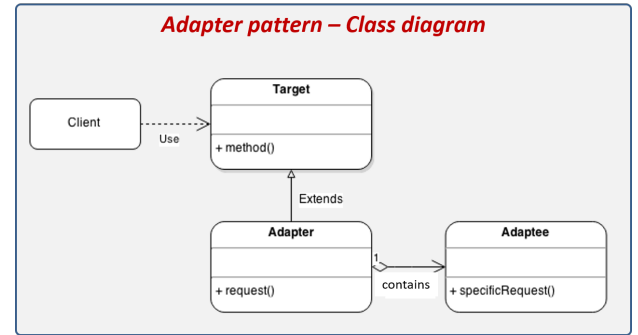 Adapter pattern – Class diagram
Target
Client
Use
+ method()
Extends
Adapter
Adaptee
1
contains
+ request()
+ specificRequest()